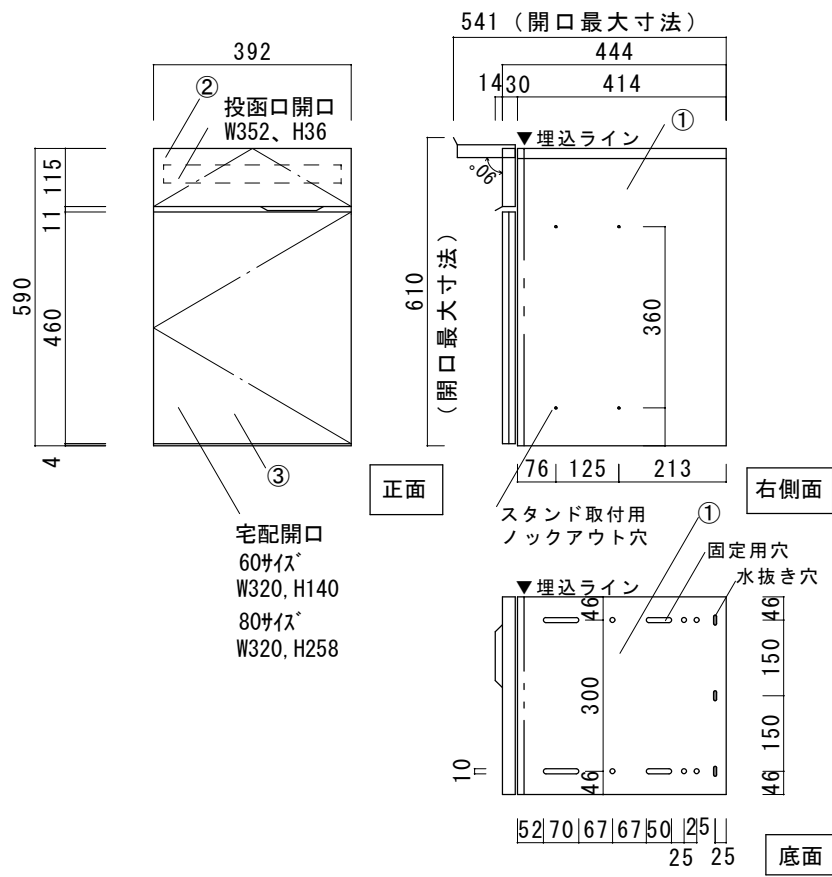 541 (開口最大寸法)
392
444
14
30
414
②
投函口開口
W352、H36
①
▼埋込ライン
90°
115
11
590
460
4
610
(開口最大寸法)
360
③
正面
76
125
213
右側面
宅配開口
60サイズ
W320,H140
80サイズ
W320,H258
スタンド取付用
ノックアウト穴
①
固定用穴
水抜き穴
▼埋込ライン
46
300
46
10
46
150
150
46
52
70
67
67
50
25
25
25
底面